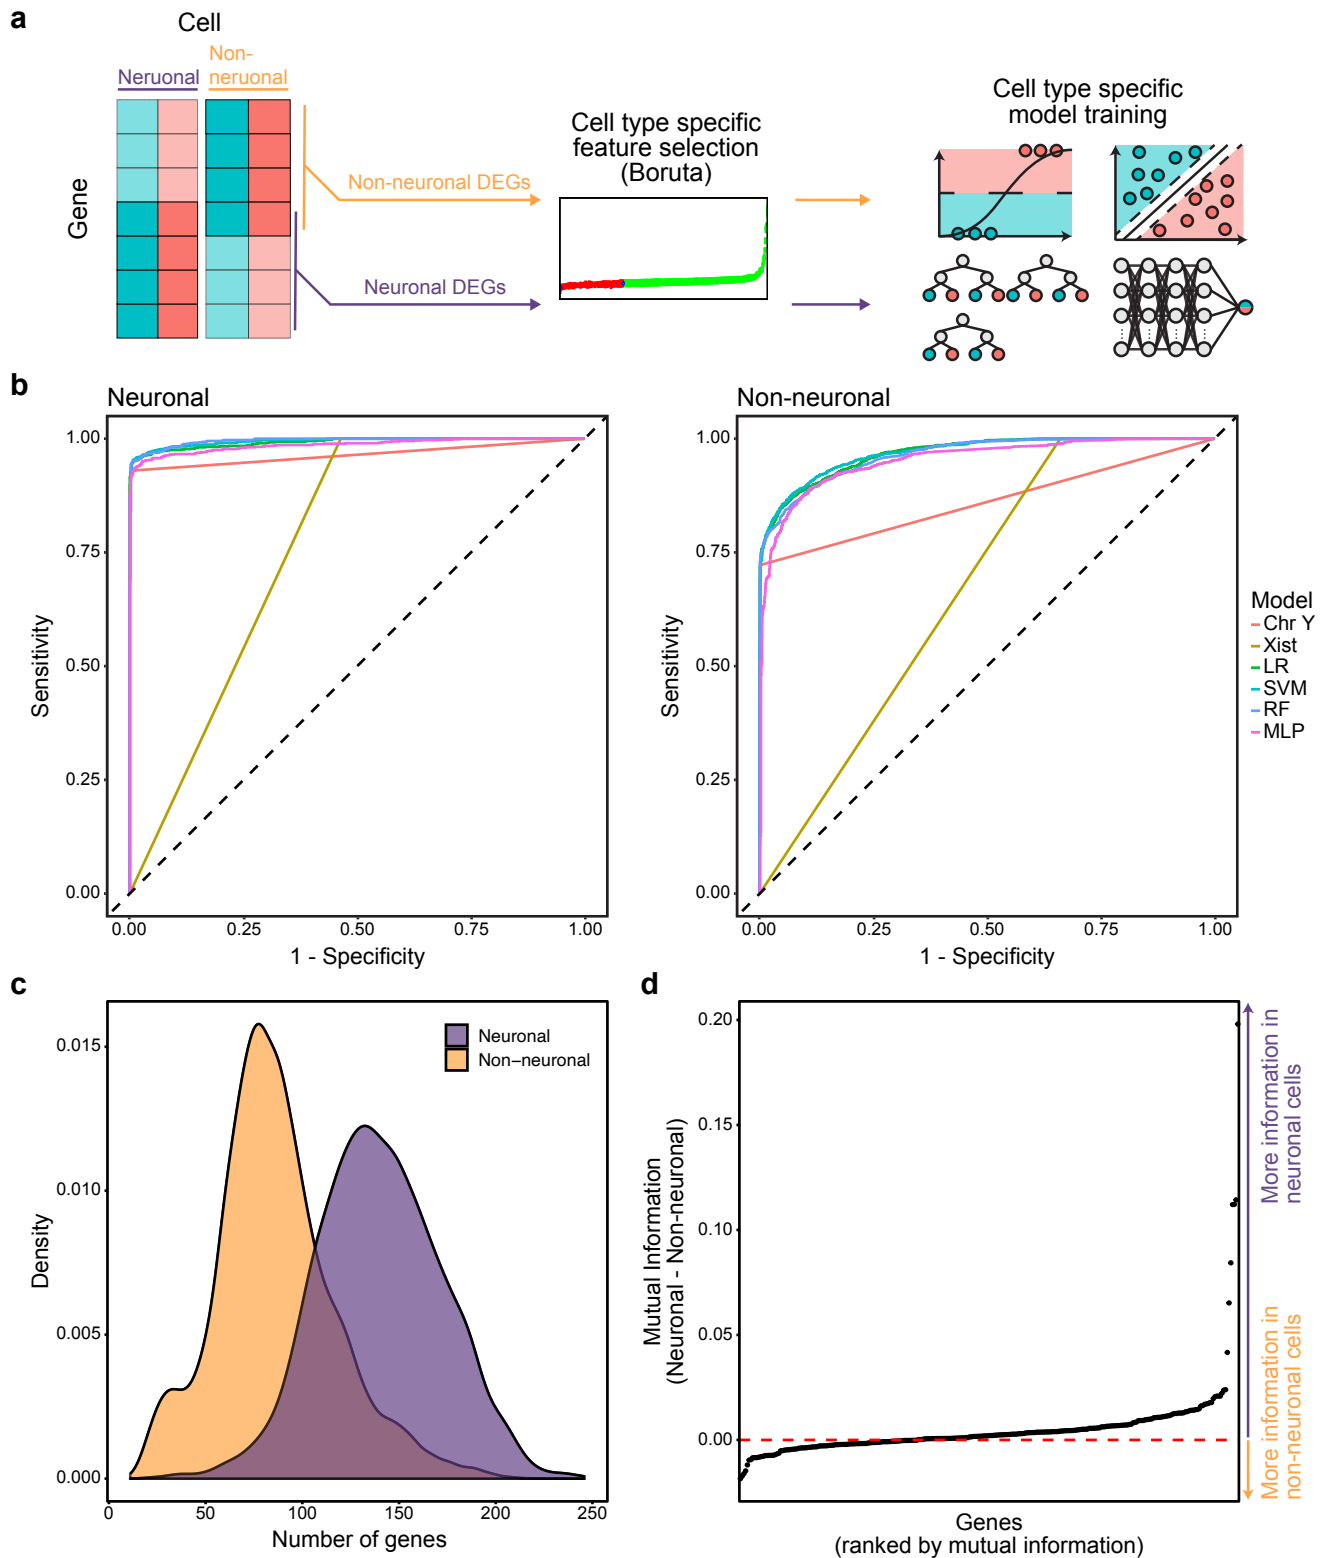 a
Cell
Neruonal
Non-
neruonal
Gene
Non-neuronal DEGs
Neuronal DEGs
Cell type specific
feature selection
(Boruta)
Cell type specific
model training
b
Neuronal
1.00
0.75
0.50
0.25
0.00
Sensitivity
0.00
0.25
0.50
0.75
1.00
1 - Specificity
Non-neuronal
1.00
0.75
0.50
0.25
0.00
Sensitivity
0.00
0.25
0.50
0.75
1.00
1 - Specificity
Model
Chr Y
Xist
LR
SVM
RF
MLP
c
Neuronal
Non−neuronal
0.015
0.010
0.005
0.000
Density
0
50
100
150
200
250
Number of genes
d
0.20
0.15
0.10
0.05
0.00
Mutual Information
(Neuronal - Non-neuronal)
Genes
(ranked by mutual information)
More information in
neuronal cells
More information in
non-neuronal cells